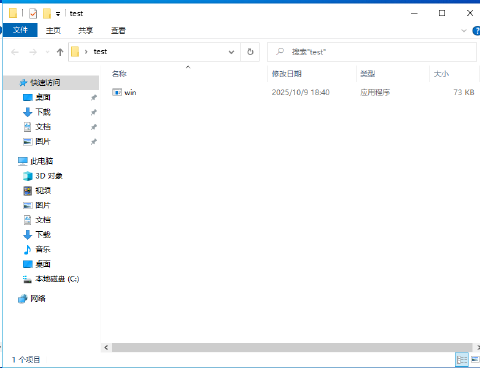 test
文件 主页 共享 查看
test 搜索"test"
名称 修改日期 类型 大小
win 2025/10/9 18:40 应用程序 73 KB
快速访问
桌面
下载
文档
图片
此电脑
3D 对象
视频
图片
文档
下载
音乐
桌面
本地磁盘 (C:)
网络
1 个项目